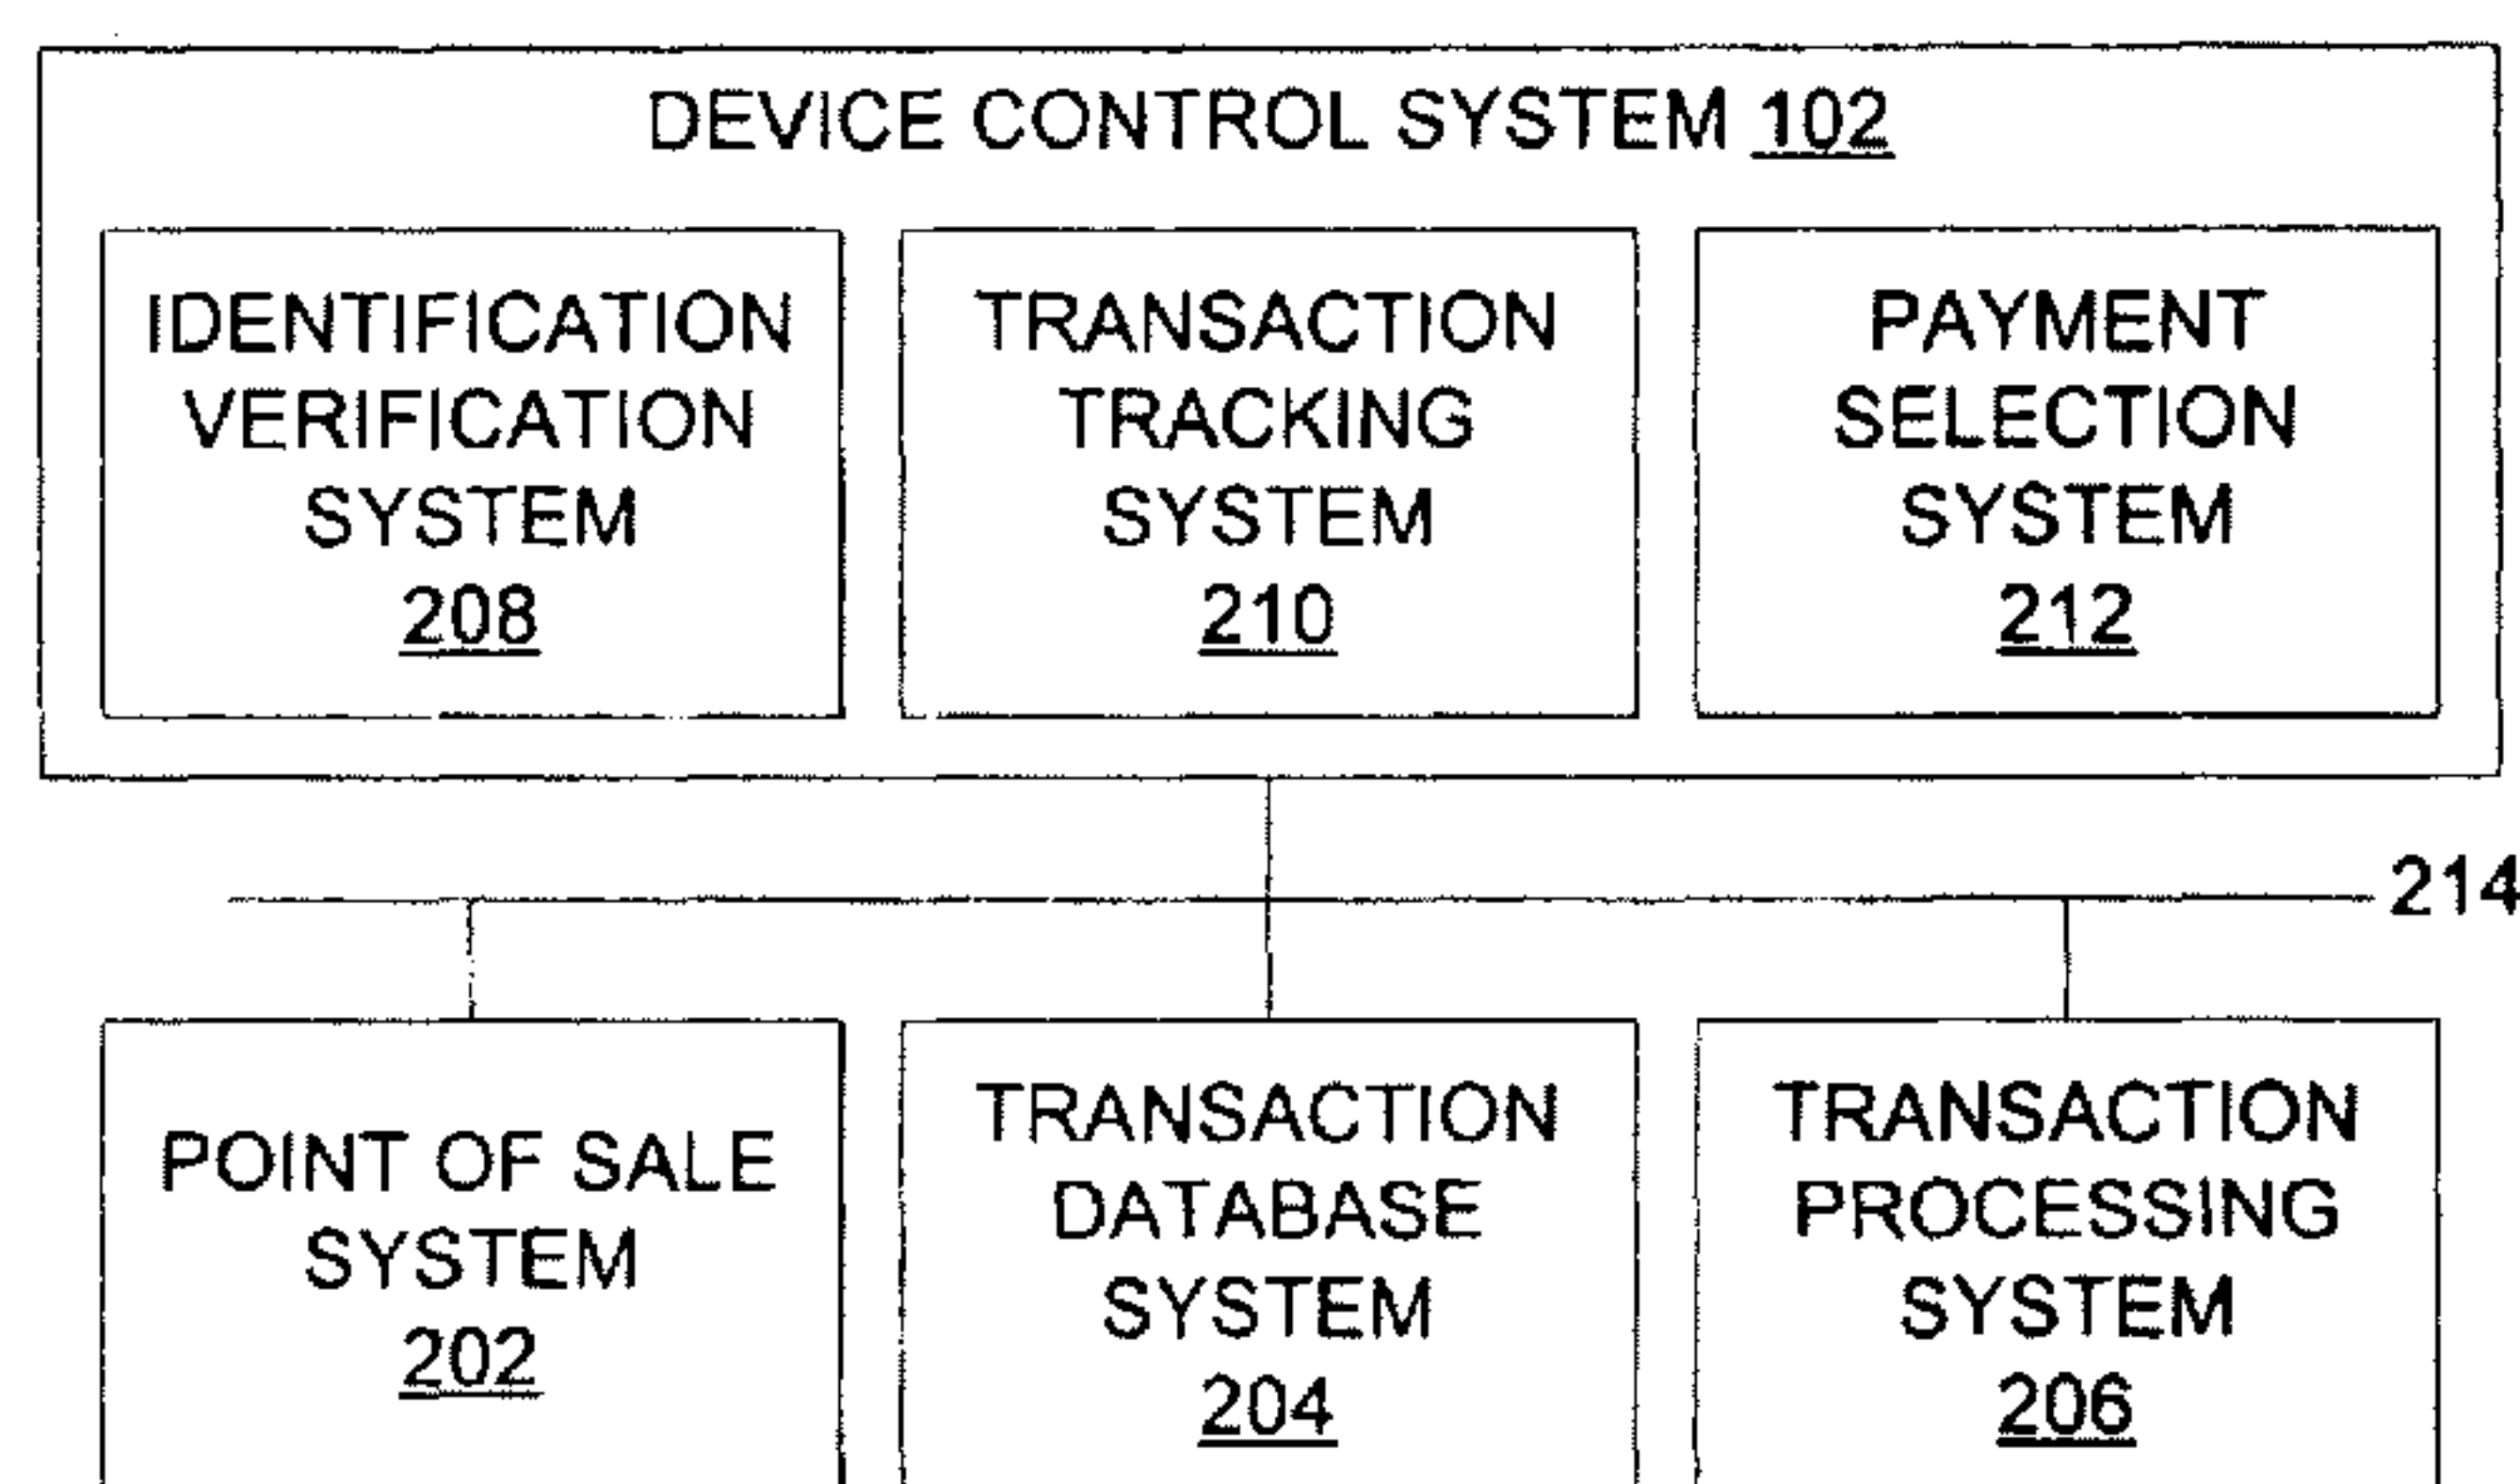 DEVICE CONTROL SYSTEM 102
IDENTIFICATION
VERIFICATION
SYSTEM
208
TRANSACTION
TRACKING
SYSTEM
210
PAYMENT
SELECTION
SYSTEM
212
214
POINT OF SALE
SYSTEM
202
TRANSACTION
DATABASE
SYSTEM
204
TRANSACTION
PROCESSING
SYSTEM
206